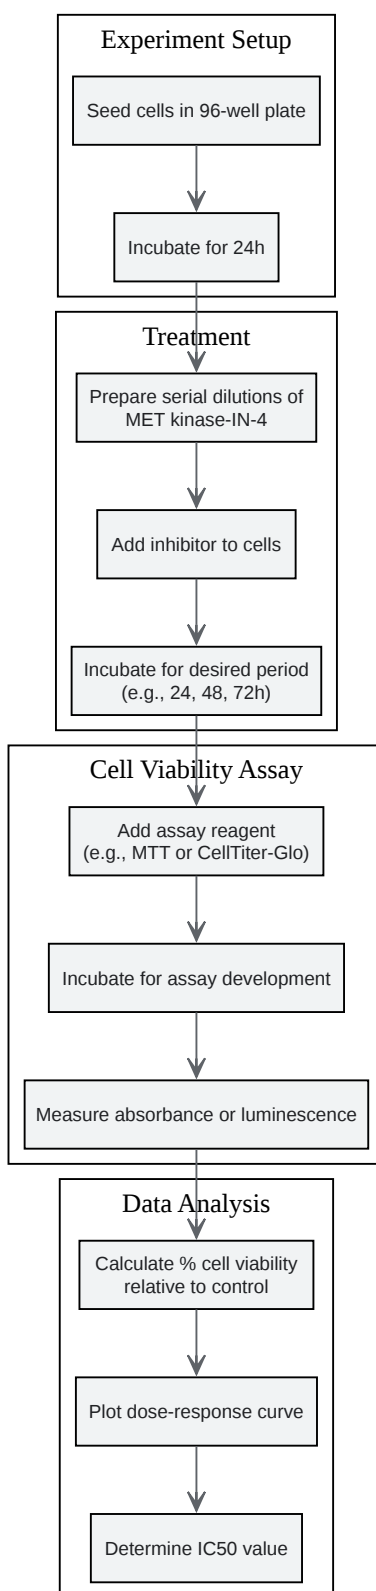 Experiment Setup
Seed cells in 96-well plate
Incubate for 24h
Treatment
Prepare serial dilutions of
MET kinase-IN-4
Add inhibitor to cells
Incubate for desired period
(e.g., 24, 48, 72h)
Cell Viability Assay
Add assay reagent
(e.g., MTT or CellTiter-Glo)
Incubate for assay development
Measure absorbance or luminescence
Data Analysis
Calculate % cell viability
relative to control
Plot dose-response curve
Determine IC50 value